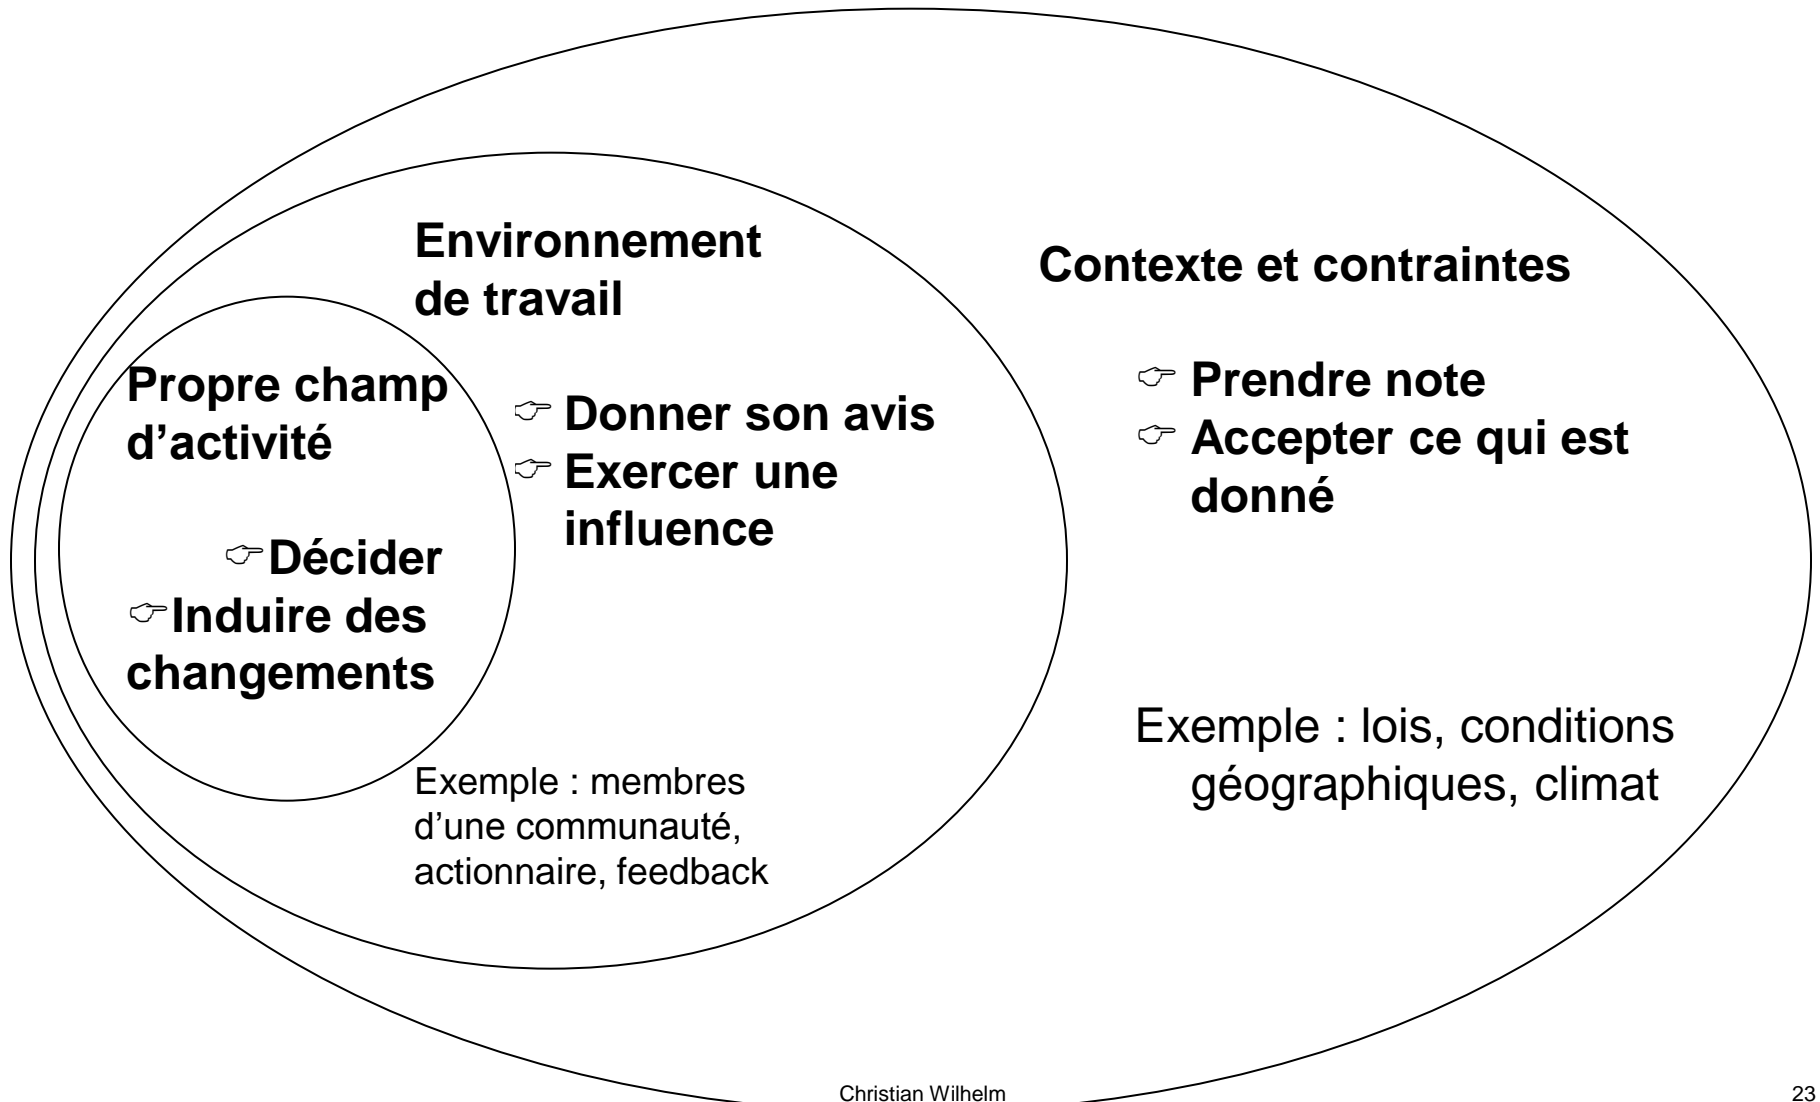 Propre champ
d’activité
☞Décider
☞Induire des
changements
Environnement
de travail
☞ Donner son avis
☞ Exercer une
influence
Exemple : membres
d’une communauté,
actionnaire, feedback
Contexte et contraintes
☞ Prendre note
☞ Accepter ce qui est
donné
Exemple : lois, conditions
géographiques, climat
Christian Wilhelm
23